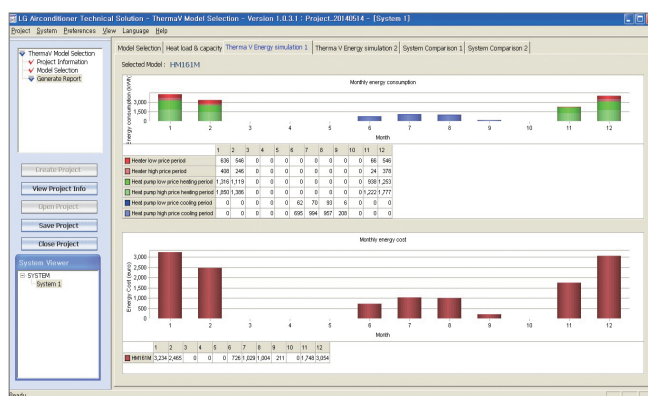 LG Airconditioner Technical Solution - ThermaV Model Selection - Version 1.0.3.1 : Project_20140514 - [System 1]
Project System Preferences View Language Help
ThermaV Model Selection
Project Information
Model Selection
Generate Report
Create Project
View Project Info
Open Project
Save Project
Close Project
System Viewer
SYSTEM
System 1
Model Selection Heat load & capacity Therma V Energy simulation 1 Therma V Energy simulation 2 System Comparison 1 System Comparison 2
Selected Model : HM161M
Monthly energy consumption
Energy consumption (kWh)
3,000
1,500
0
1 2 3 4 5 6 7 8 9 10 11 12
Month
1 2 3 4 5 6 7 8 9 10 11 12
Heater low price period 636 546 0 0 0 0 0 0 0 0 66 546
Heater high price period 408 246 0 0 0 0 0 0 0 0 24 378
Heat pump low price heating period 1,316 1,119 0 0 0 0 0 0 0 0 938 1,253
Heat pump high price heating period 1,850 1,386 0 0 0 0 0 0 0 0 1,222 1,777
Heat pump low price cooling period 0 0 0 0 0 62 70 93 6 0 0 0
Heat pump high price cooling period 0 0 0 0 0 695 994 957 208 0 0 0
Monthly energy cost
Energy Cost (euro)
3,000
2,500
2,000
1,500
1,000
500
0
1 2 3 4 5 6 7 8 9 10 11 12
Month
1 2 3 4 5 6 7 8 9 10 11 12
HM161M 3,234 2,465 0 0 0 726 1,029 1,004 211 0 1,748 3,054
Ready